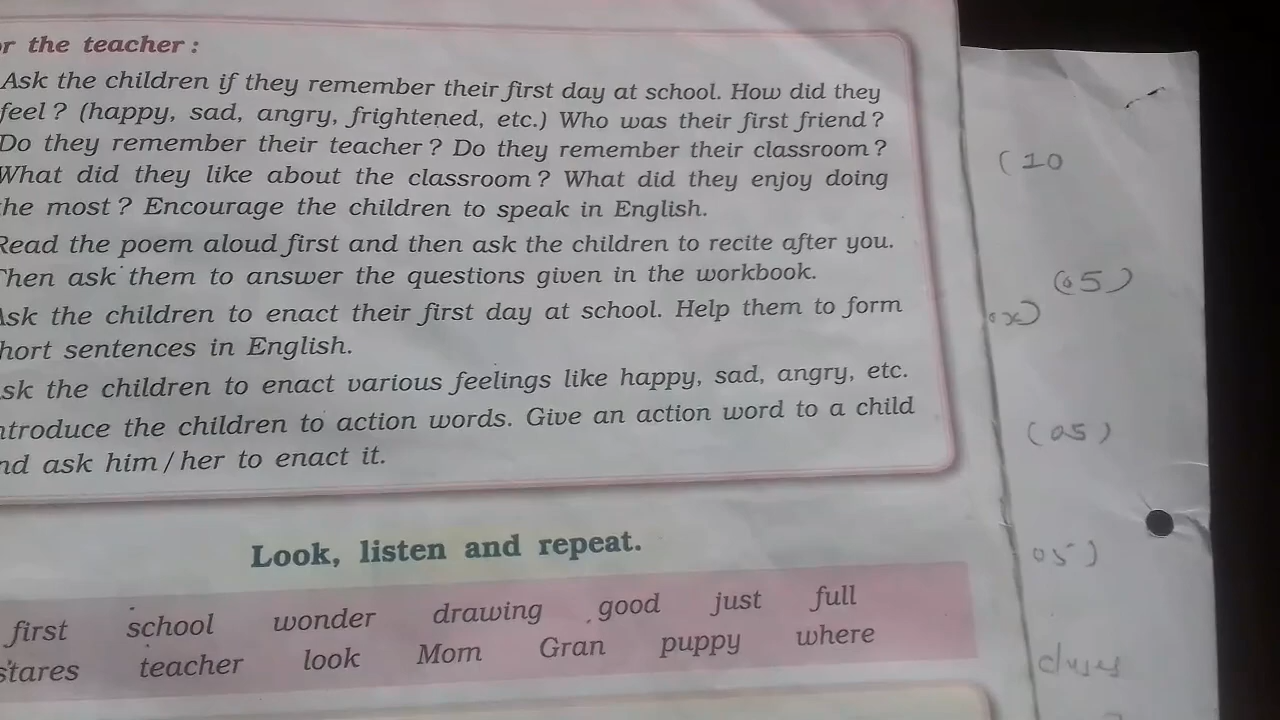 r the teacher :
Ask the children if they remember their first day at school. How did they
feel ? (happy, sad, angry, frightened, etc.) Who was their first friend ?
Do they remember their teacher ? Do they remember their classroom ?
What did they like about the classroom ? What did they enjoy doing
he most ? Encourage the children to speak in English.
Read the poem aloud first and then ask the children to recite after you.
Then ask them to answer the questions given in the workbook.
Ask the children to enact their first day at school. Help them to form
hort sentences in English.
sk the children to enact various feelings like happy, sad, angry, etc.
ntroduce the children to action words. Give an action word to a child
nd ask him / her to enact it.
Look, listen and repeat.
first school wonder drawing good just full
stares teacher look Mom Gran puppy where
(10
(05)
(05)
05)